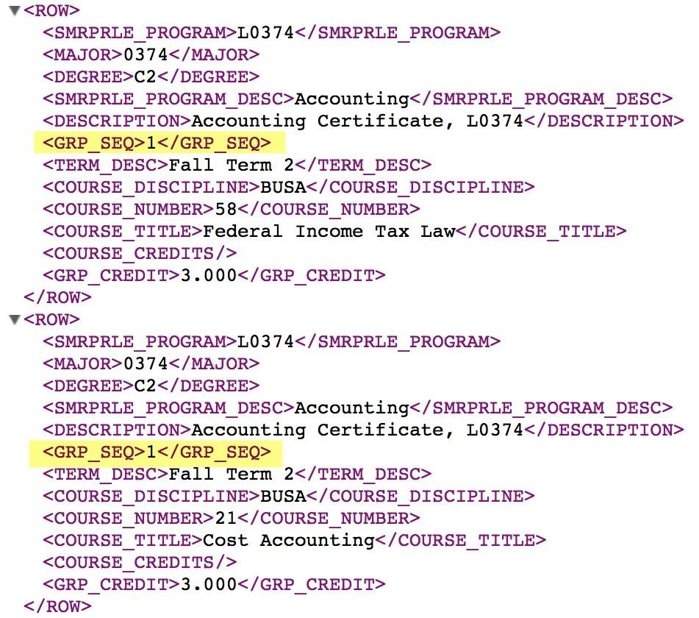 <ROW>
<SMRPRLE_PROGRAM>L0374</SMRPRLE_PROGRAM>
<MAJOR>0374</MAJOR>
<DEGREE>C2</DEGREE>
<SMRPRLE_PROGRAM_DESC>Accounting</SMRPRLE_PROGRAM_DESC>
<DESCRIPTION>Accounting Certificate, L0374</DESCRIPTION>
<GRP_SEQ>1</GRP_SEQ>
<TERM_DESC>Fall Term 2</TERM_DESC>
<COURSE_DISCIPLINE>BUSA</COURSE_DISCIPLINE>
<COURSE_NUMBER>58</COURSE_NUMBER>
<COURSE_TITLE>Federal Income Tax Law</COURSE_TITLE>
<COURSE_CREDITS/>
<GRP_CREDIT>3.000</GRP_CREDIT>
</ROW>
<ROW>
<SMRPRLE_PROGRAM>L0374</SMRPRLE_PROGRAM>
<MAJOR>0374</MAJOR>
<DEGREE>C2</DEGREE>
<SMRPRLE_PROGRAM_DESC>Accounting</SMRPRLE_PROGRAM_DESC>
<DESCRIPTION>Accounting Certificate, L0374</DESCRIPTION>
<GRP_SEQ>1</GRP_SEQ>
<TERM_DESC>Fall Term 2</TERM_DESC>
<COURSE_DISCIPLINE>BUSA</COURSE_DISCIPLINE>
<COURSE_NUMBER>21</COURSE_NUMBER>
<COURSE_TITLE>Cost Accounting</COURSE_TITLE>
<COURSE_CREDITS/>
<GRP_CREDIT>3.000</GRP_CREDIT>
</ROW>